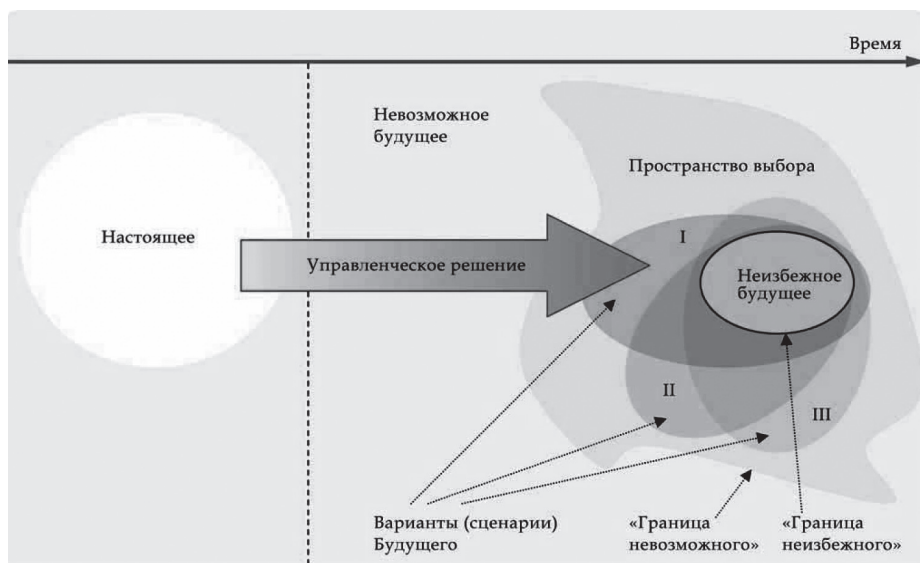 Время
Невозможное
будущее
Пространство выбора
Настоящее
I
Управленческое решение
Неизбежное
будущее
II
III
Варианты (сценарии)
Будущего
«Граница
невозможного»
«Граница
неизбежного»